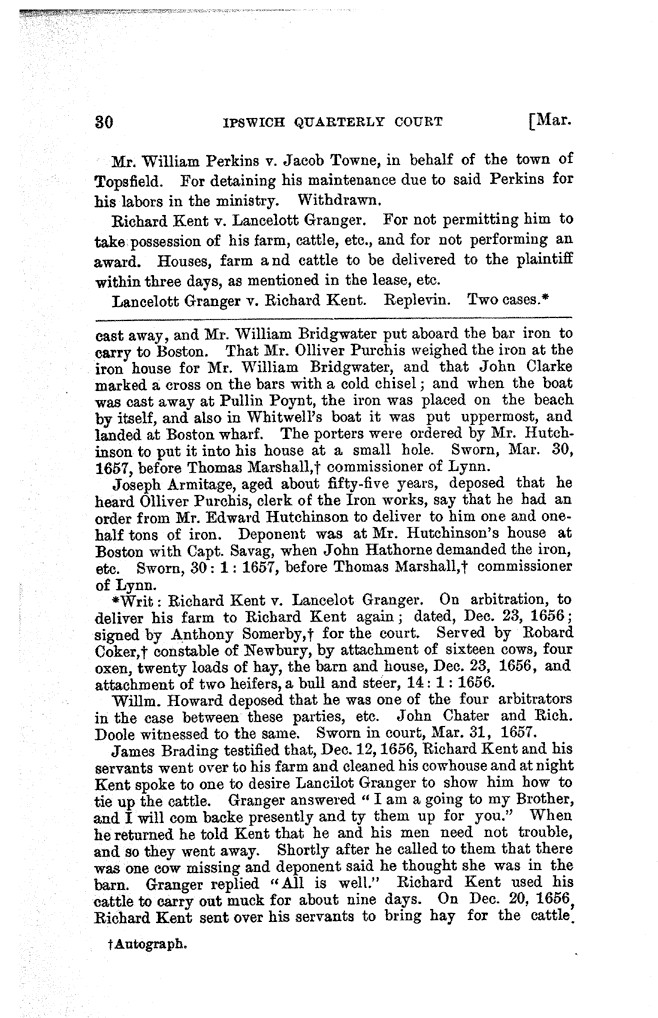 30 IPSWICH QUARTERLY COURT [Mar.
Mr. William Perkins v. Jacob Towne, in behalf of the town of
Topsfield. For detaining his maintenance due to said Perkins for
his labors in the ministry. Withdrawn.
Richard Kent v. Lancelott Granger. For not permitting him to
take possession of his farm, cattle, etc., and for not performing an
award. Houses, farm and cattle to be delivered to the plaintiff
within three days, as mentioned in the lease, etc.
Lancelott Granger v. Richard Kent. Replevin. Two cases.*
cast away, and Mr. William Bridgwater put aboard the bar iron to
carry to Boston. That Mr. Olliver Purchis weighed the iron at the
iron house for Mr. William Bridgwater, and that John Clarke
marked a cross on the bars with a cold chisel; and when the boat
was cast away at Pullin Poynt, the iron was placed on the beach
by itself, and also in Whitwell's boat it was put uppermost, and
landed at Boston wharf. The porters were ordered by Mr. Hutch-
inson to put it into his house at a small hole. Sworn, Mar. 30,
1657, before Thomas Marshall,† commissioner of Lynn.
Joseph Armitage, aged about fifty-five years, deposed that he
heard Olliver Purchis, clerk of the Iron works, say that he had an
order from Mr. Edward Hutchinson to deliver to him one and one-
half tons of iron. Deponent was at Mr. Hutchinson's house at
Boston with Capt. Savag, when John Hathorne demanded the iron,
etc. Sworn, 30: 1: 1657, before Thomas Marshall,† commissioner
of Lynn.
*Writ: Richard Kent v. Lancelot Granger. On arbitration, to
deliver his farm to Richard Kent again; dated, Dec. 23, 1656;
signed by Anthony Somerby,† for the court. Served by Robard
Coker,† constable of Newbury, by attachment of sixteen cows, four
oxen, twenty loads of hay, the barn and house, Dec. 23, 1656, and
attachment of two heifers, a bull and steer, 14: 1: 1656.
Willm. Howard deposed that he was one of the four arbitrators
in the case between these parties, etc. John Chater and Rich.
Doole witnessed to the same. Sworn in court, Mar. 31, 1657.
James Brading testified that, Dec. 12, 1656, Richard Kent and his
servants went over to his farm and cleaned his cowhouse and at night
Kent spoke to one to desire Lancilot Granger to show him how to
tie up the cattle. Granger answered "I am a going to my Brother,
and I will com backe presently and ty them up for you." When
he returned he told Kent that he and his men need not trouble,
and so they went away. Shortly after he called to them that there
was one cow missing and deponent said he thought she was in the
barn. Granger replied "All is well." Richard Kent used his
cattle to carry out muck for about nine days. On Dec. 20, 1656,
Richard Kent sent over his servants to bring hay for the cattle.
†Autograph.